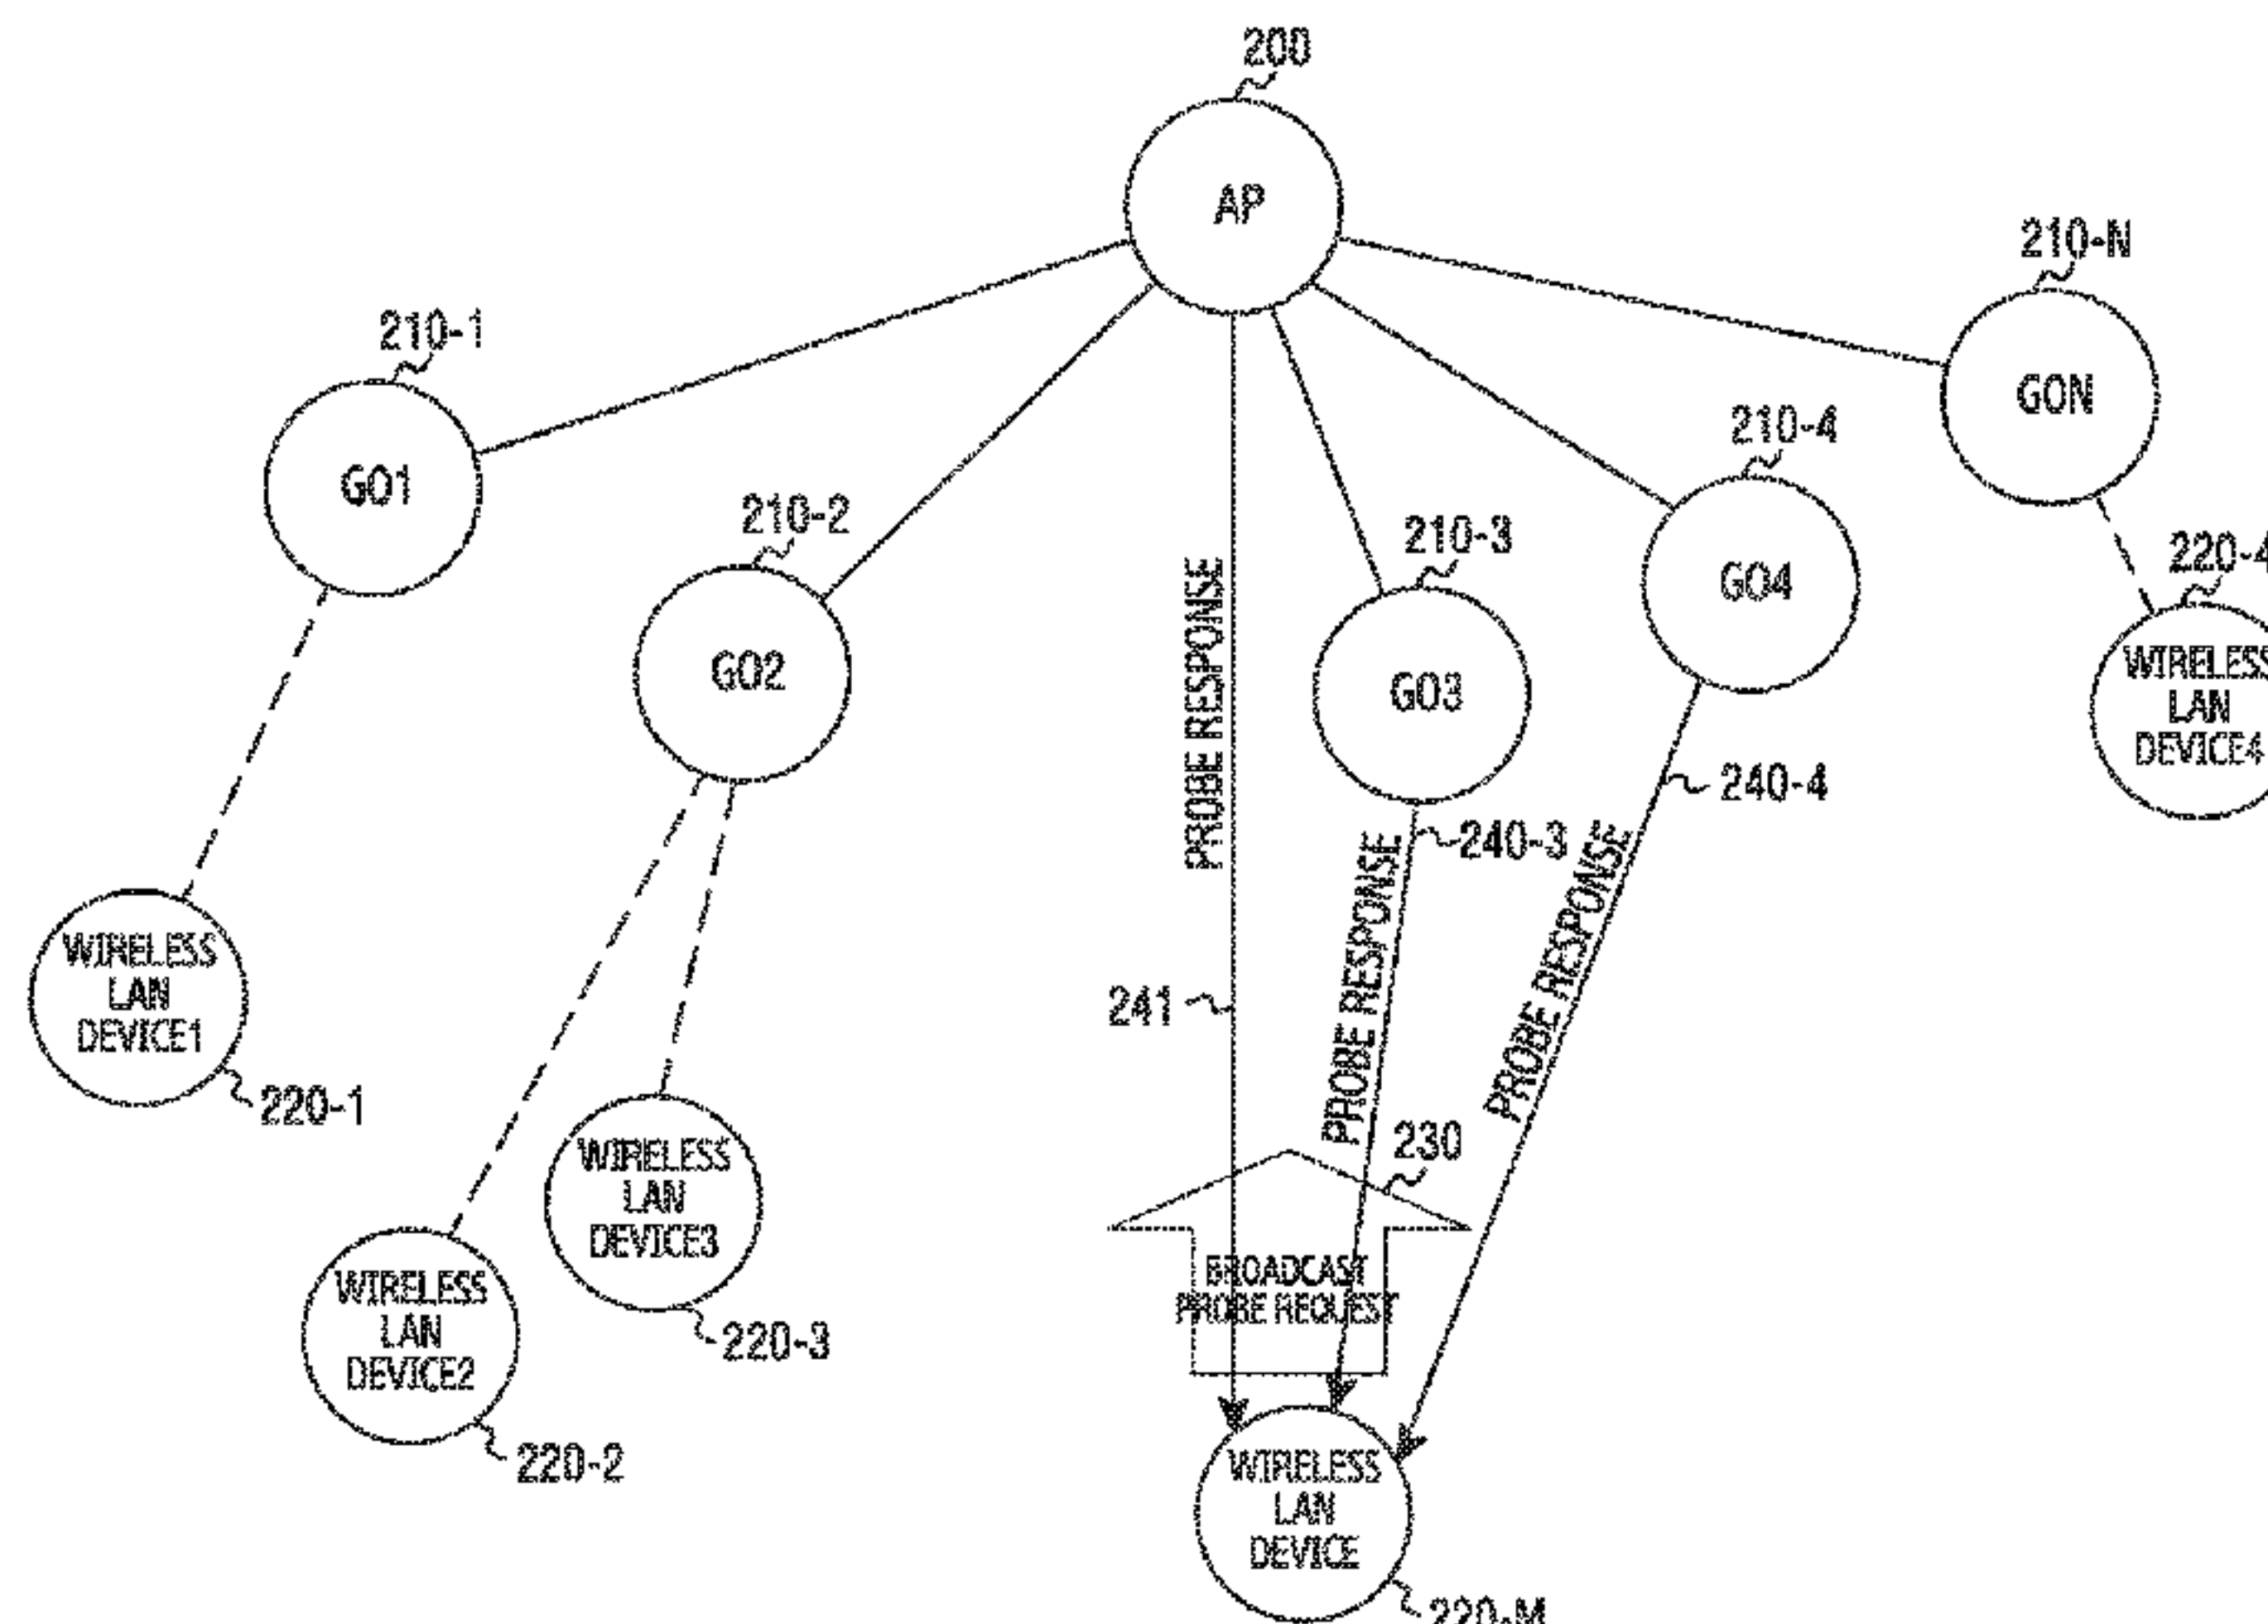 200
AP
210-N
GON
210-1
GO1
210-4
GO4
210-2
GO2
210-3
GO3
220-4
WIRELESS
LAN
DEVICE4
PROBE RESPONSE
240-4
240-3
PROBE RESPONSE
PROBE RESPONSE
WIRELESS
LAN
DEVICE1
220-1
241
230
WIRELESS
LAN
DEVICE3
220-3
BROADCAST
PROBE REQUEST
WIRELESS
LAN
DEVICE2
220-2
WIRELESS
LAN
DEVICE
220-M